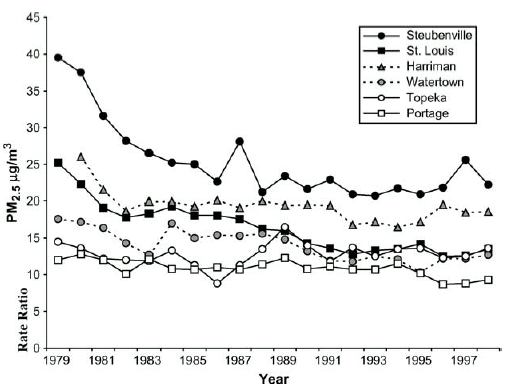 45
40
35
30
25
20
15
10
5
0
PM2.5 µg/m³
Rate Ratio
Steubenville
St. Louis
Harriman
Watertown
Topeka
Portage
1979 1981 1983 1985 1987 1989 1991 1993 1995 1997
Year